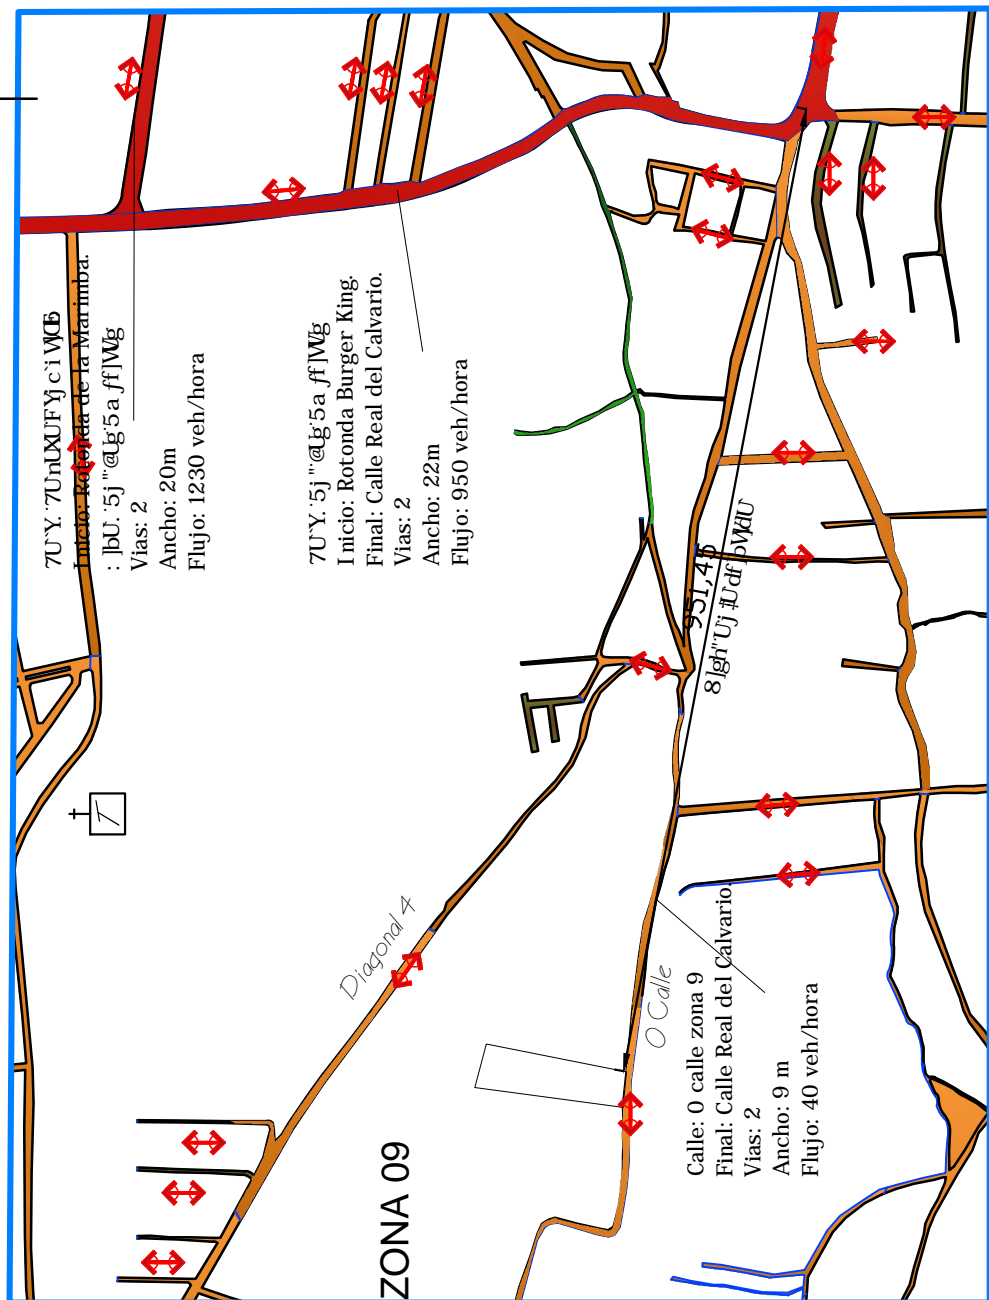 Inicio: Rotonda de la Marimba.
Vias: 2
Ancho: 20m
Flujo: 1230 veh/hora
Inicio: Rotonda Burger King.
Final: Calle Real del Calvario.
Vias: 2
Ancho: 22m
Flujo: 950 veh/hora
951,45
T
Diagonal 4
0 Calle
Calle: 0 calle zona 9
Final: Calle Real del Calvario.
Vias: 2
Ancho: 9 m
Flujo: 40 veh/hora
ZONA 09